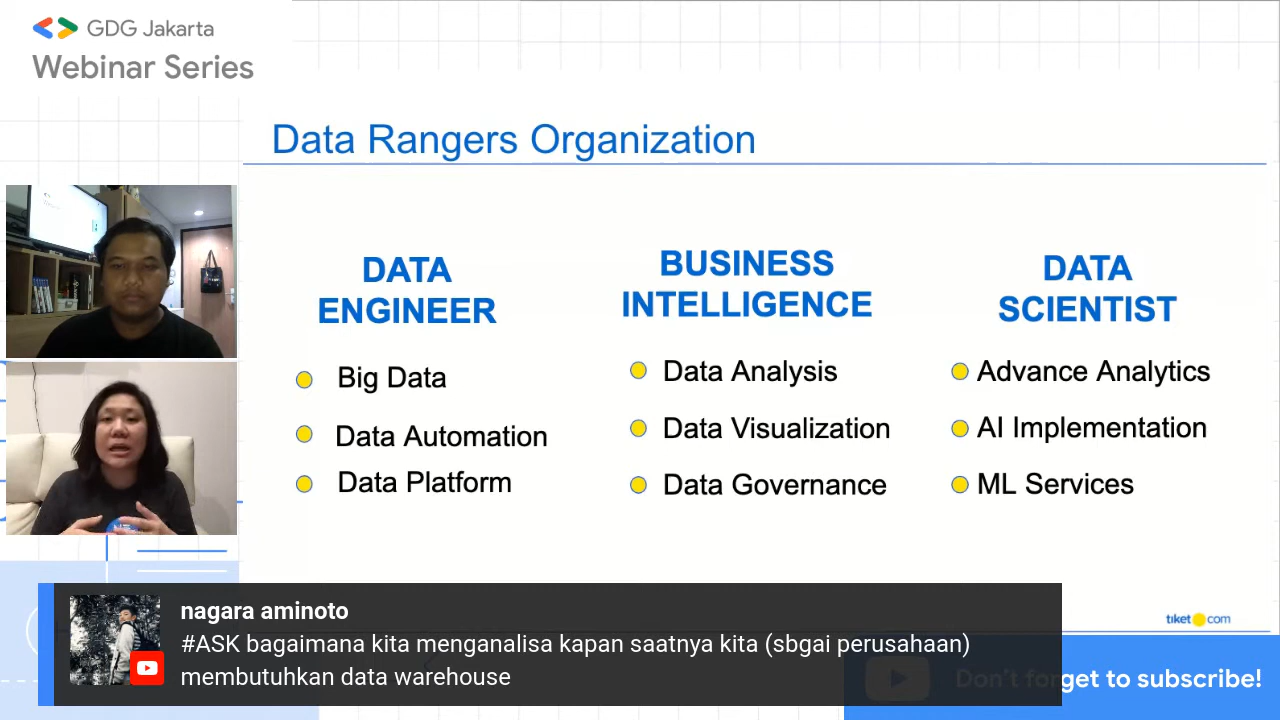 GDG Jakarta
Webinar Series
Data Rangers Organization
DATA
ENGINEER
Big Data
Data Automation
Data Platform
BUSINESS
INTELLIGENCE
Data Analysis
Data Visualization
Data Governance
DATA
SCIENTIST
Advance Analytics
AI Implementation
ML Services
nagara aminoto
#ASK bagaimana kita menganalisa kapan saatnya kita (sbgai perusahaan)
membutuhkan data warehouse
tiket.com
Don't forget to subscribe!